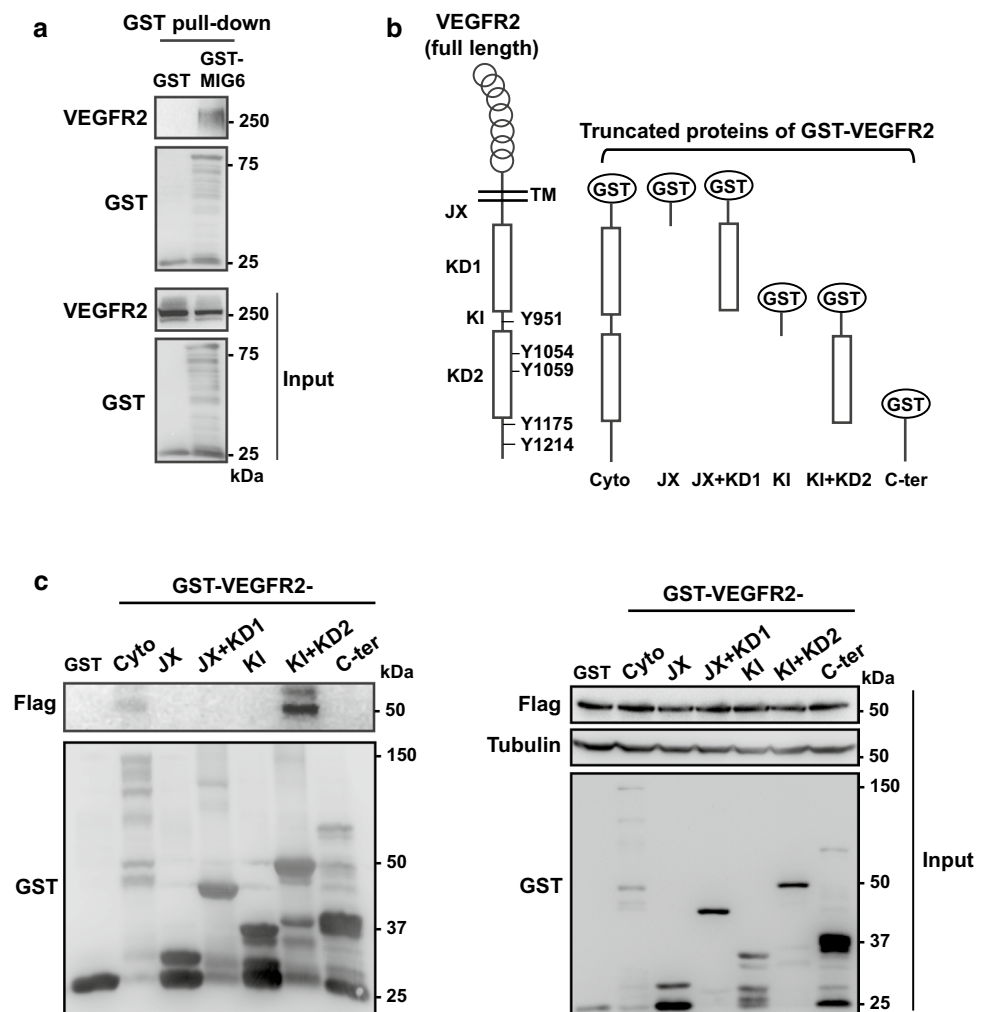 a
GST pull-down
GST
GST-
MIG6
VEGFR2
- 250
GST
- 75
- 25
VEGFR2
- 250
GST
- 75
- 25
kDa
Input
b
VEGFR2
(full length)
Truncated proteins of GST-VEGFR2
TM
JX
KD1
KI
Y951
Y1054
Y1059
KD2
Y1175
Y1214
GST
GST
GST
GST
GST
GST
Cyto JX JX+KD1 KI KI+KD2 C-ter
c
GST-VEGFR2-
GST Cyto JX JX+KD1 KI KI+KD2 C-ter
kDa
Flag
- 50
GST
- 150
- 50
- 37
- 25
GST-VEGFR2-
GST Cyto JX JX+KD1 KI KI+KD2 C-ter
kDa
Flag
- 50
Tubulin
- 50
GST
- 150
- 50
- 37
- 25
Input